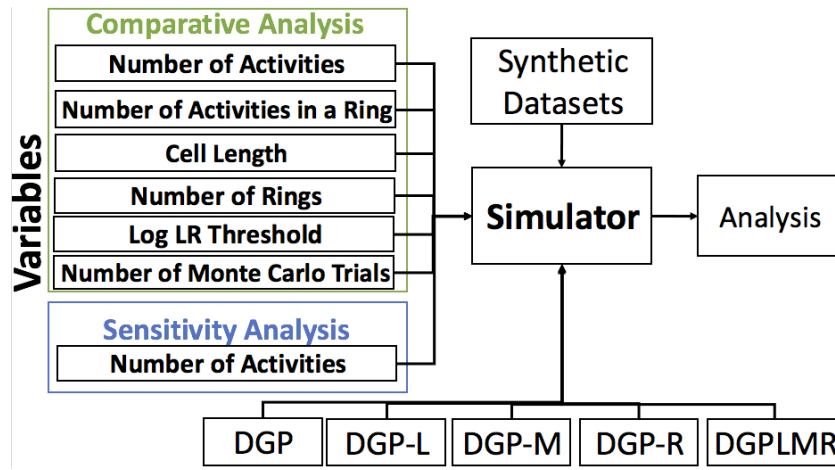 Variables
Comparative Analysis
Number of Activities
Number of Activities in a Ring
Cell Length
Number of Rings
Log LR Threshold
Number of Monte Carlo Trials
Sensitivity Analysis
Number of Activities
Synthetic
Datasets
Simulator
Analysis
DGP
DGP-L
DGP-M
DGP-R
DGPLMR